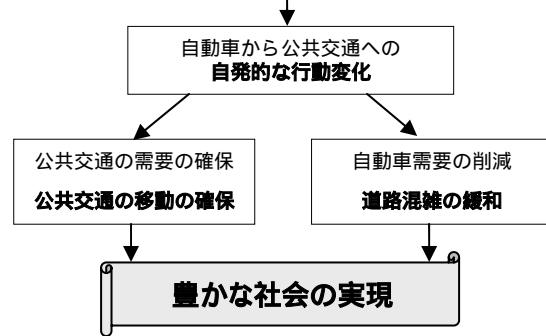 自動車から公共交通への
自発的な行動変化
公共交通の需要の確保
公共交通の移動の確保
自動車需要の削減
道路混雑の緩和
豊かな社会の実現